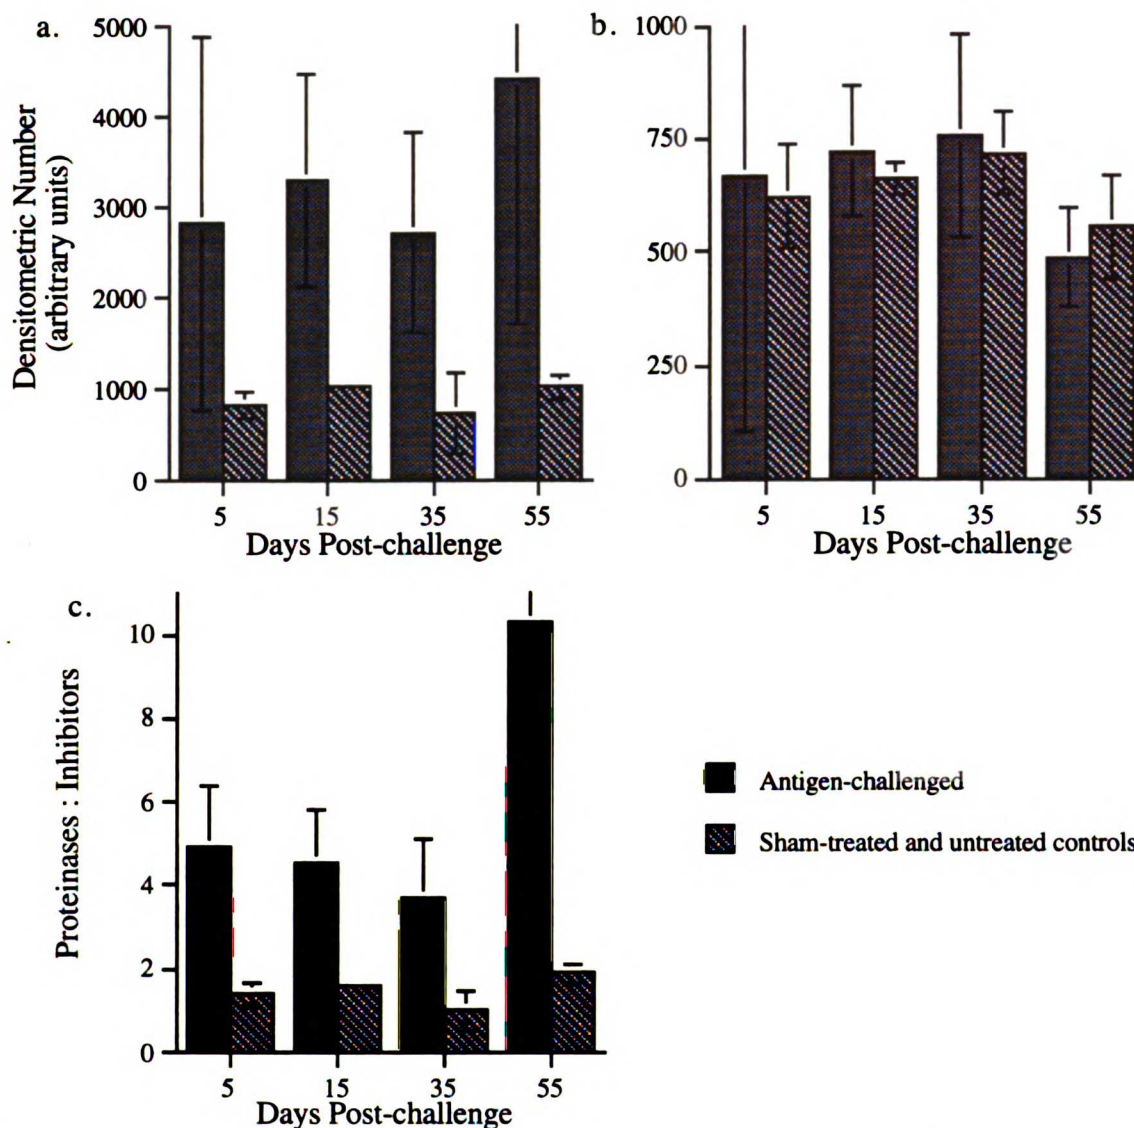 a.
Densitometric Number
(arbitrary units)
5000
4000
3000
2000
1000
0
5 15 35 55
Days Post-challenge
b.
1000
750
500
250
0
5 15 35 55
Days Post-challenge
c.
Proteinases : Inhibitors
10
8
6
4
2
0
5 15 35 55
Days Post-challenge
Antigen-challenged
Sham-treated and untreated controls